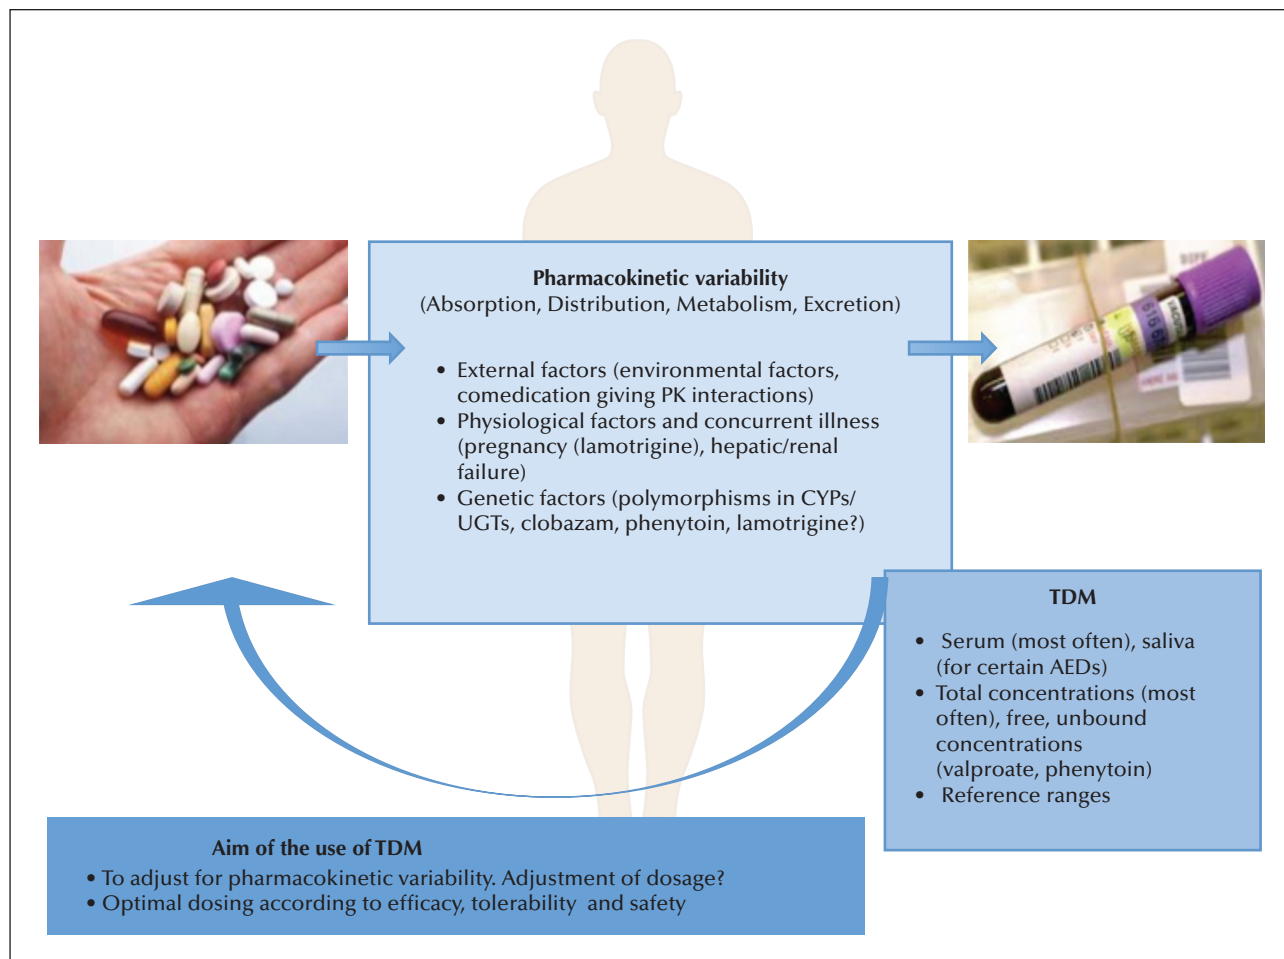 Pharmacokinetic variability
(Absorption, Distribution, Metabolism, Excretion)
• External factors (environmental factors,
comedication giving PK interactions)
• Physiological factors and concurrent illness
(pregnancy (lamotrigine), hepatic/renal
failure)
• Genetic factors (polymorphisms in CYPs/
UGTs, clobazam, phenytoin, lamotrigine?)
TDM
• Serum (most often), saliva
(for certain AEDs)
• Total concentrations (most
often), free, unbound
concentrations
(valproate, phenytoin)
• Reference ranges
Aim of the use of TDM
• To adjust for pharmacokinetic variability. Adjustment of dosage?
• Optimal dosing according to efficacy, tolerability and safety